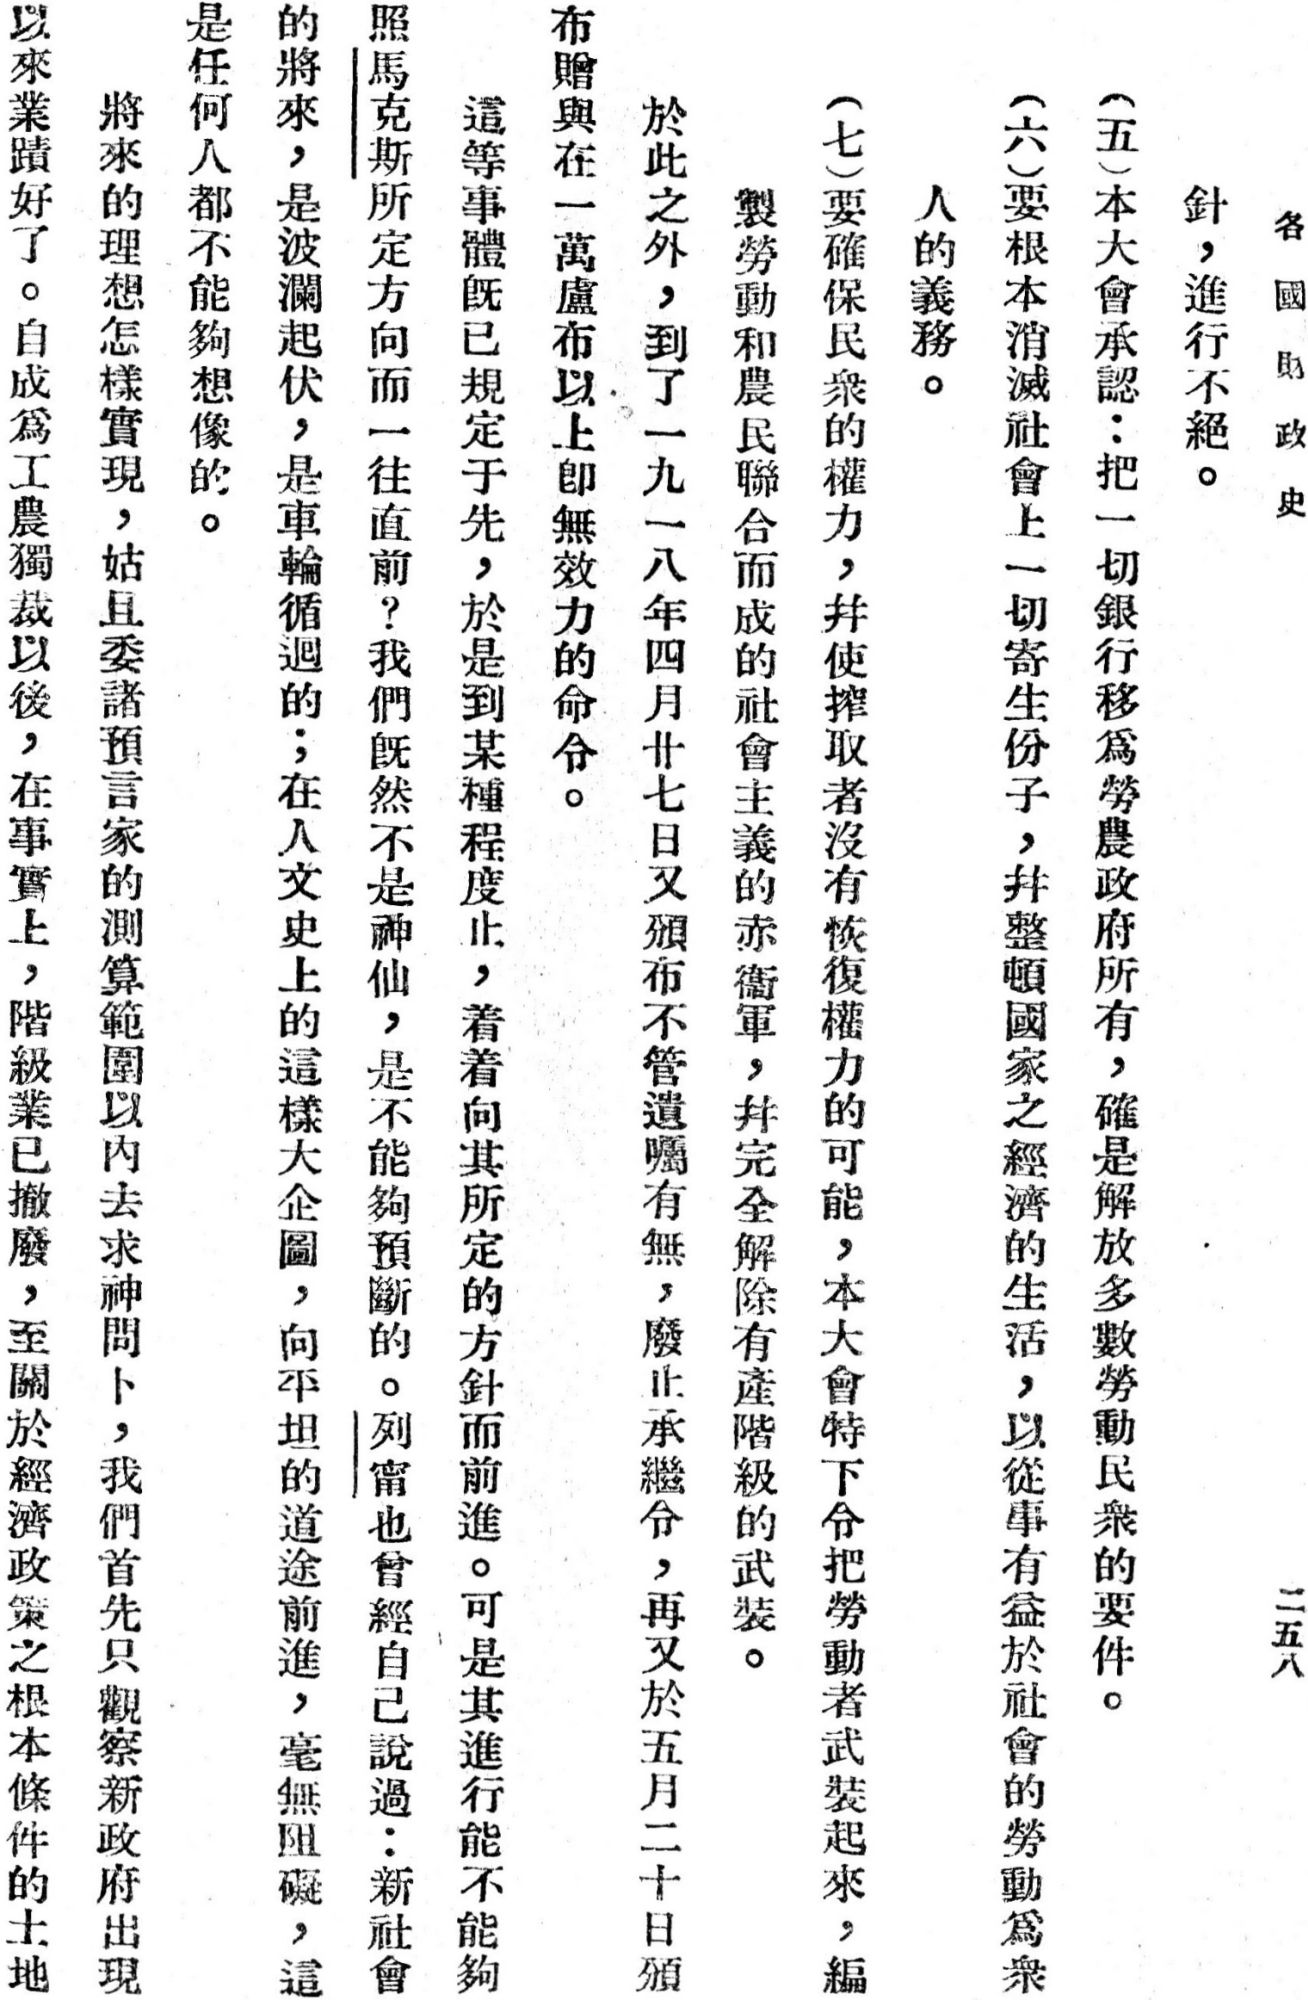 各國財政史
二五八
針，進行不絕。
（五）本大會承認：把一切銀行移爲勞農政府所有，確是解放多數勞動民衆的要件。
（六）要根本消滅社會上一切寄生份子，幷整頓國家之經濟的生活，以從事有益於社會的勞動爲衆
人的義務。
（七）要確保民衆的權力，幷使搾取者沒有恢復權力的可能，本大會特下令把勞動者武裝起來，編
製勞動和農民聯合而成的社會主義的赤衞軍，幷完全解除有產階級的武裝。
於此之外，到了一九一八年四月廿七日又頒布不管遺囑有無，廢止承繼令，再又於五月二十日頒
布贈與在一萬盧布以上卽無效力的命令。
這等事體旣已規定于先，於是到某種程度止，着着向其所定的方針而前進。可是其進行能不能夠
照馬克斯所定方向而一往直前？我們旣然不是神仙，是不能夠預斷的。列甯也曾經自己說過：新社會
的將來，是波瀾起伏，是車輪循迴的；在人文史上的這樣大企圖，向平坦的道途前進，毫無阻礙，這
是任何人都不能夠想像的。
將來的理想怎樣實現，姑且委諸預言家的測算範圍以內去求神問卜，我們首先只觀察新政府出現
以來業蹟好了。自成爲工農獨裁以後，在事實上，階級業已撤廢，至關於經濟政策之根本條件的土地